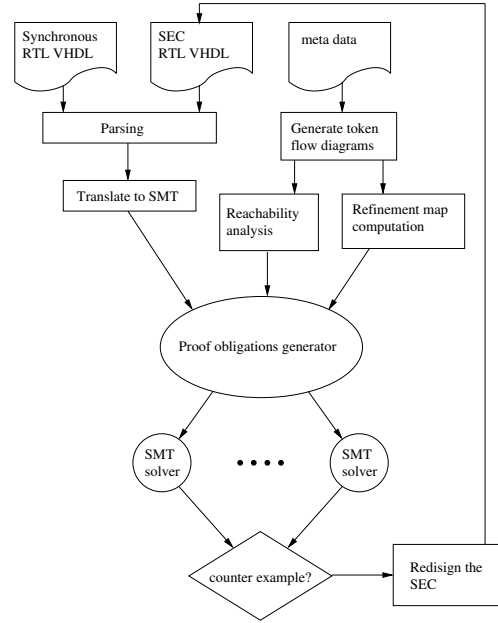 Synchronous
RTL VHDL
SEC
RTL VHDL
meta data
Parsing
Generate token
flow diagrams
Translate to SMT
Reachability
analysis
Refinement map
computation
Proof obligations generator
SMT
solver
SMT
solver
counter example?
Redisign the
SEC